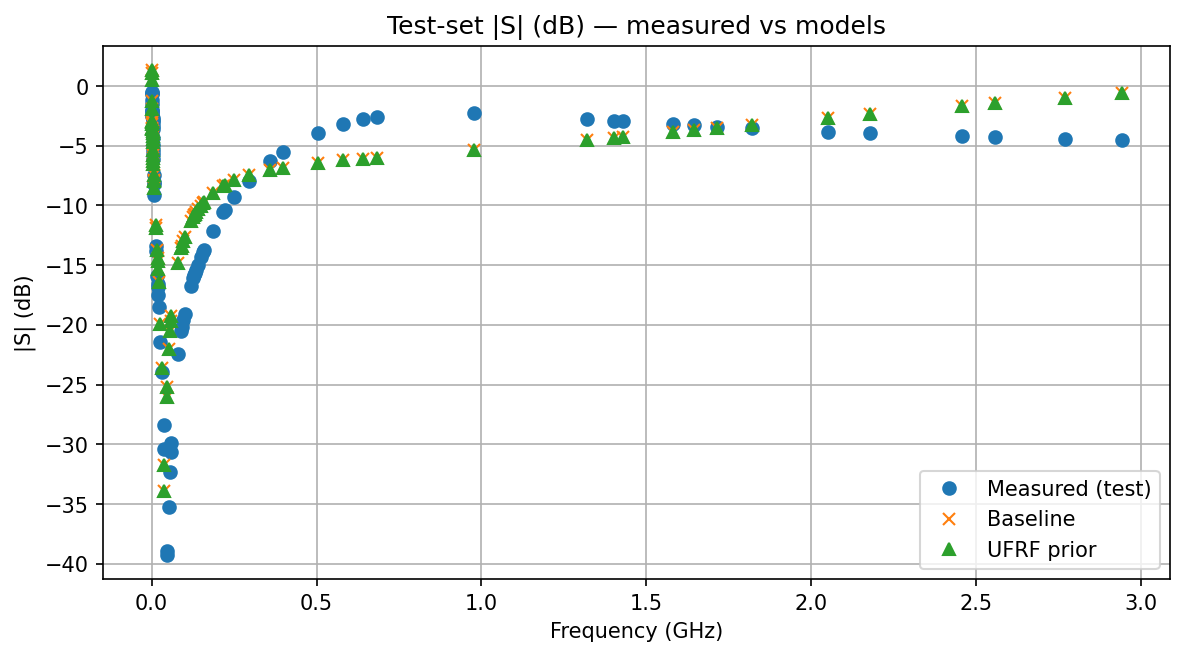 Test-set |S| (dB) — measured vs models
|S| (dB)
0
−5
−10
−15
−20
−25
−30
−35
−40
Measured (test)
Baseline
UFRF prior
0.0 0.5 1.0 1.5 2.0 2.5 3.0
Frequency (GHz)